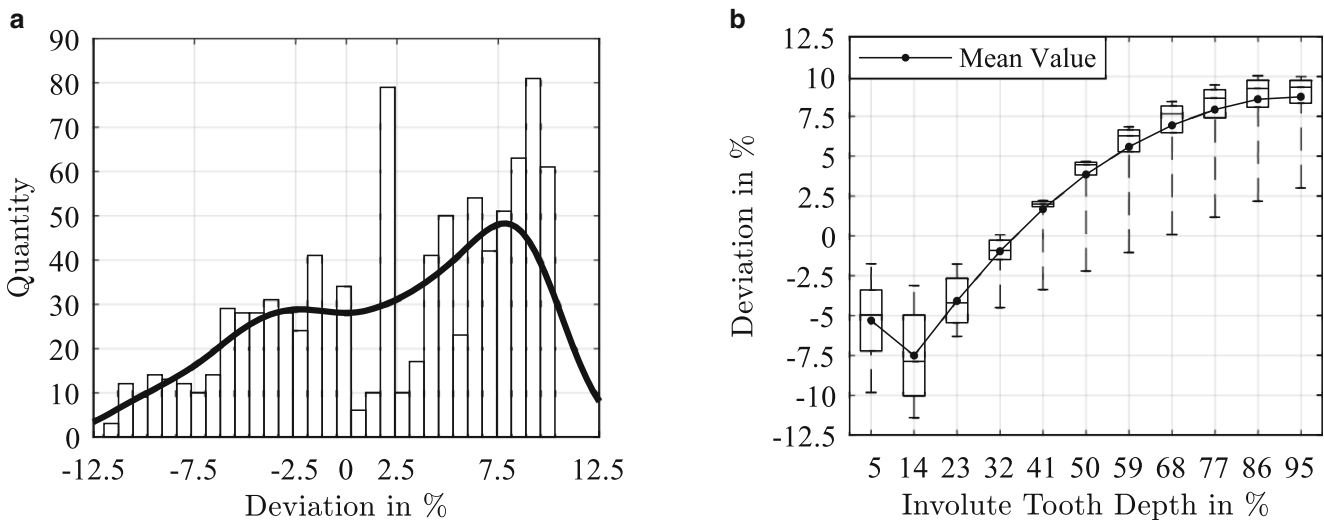 a
90
80
70
60
50
40
30
20
10
0
Quantity
-12.5 -7.5 -2.5 0 2.5 7.5 12.5
Deviation in %
b
12.5
10
7.5
5
2.5
0
-2.5
-5
-7.5
-10
-12.5
Deviation in %
Mean Value
5 14 23 32 41 50 59 68 77 86 95
Involute Tooth Depth in %